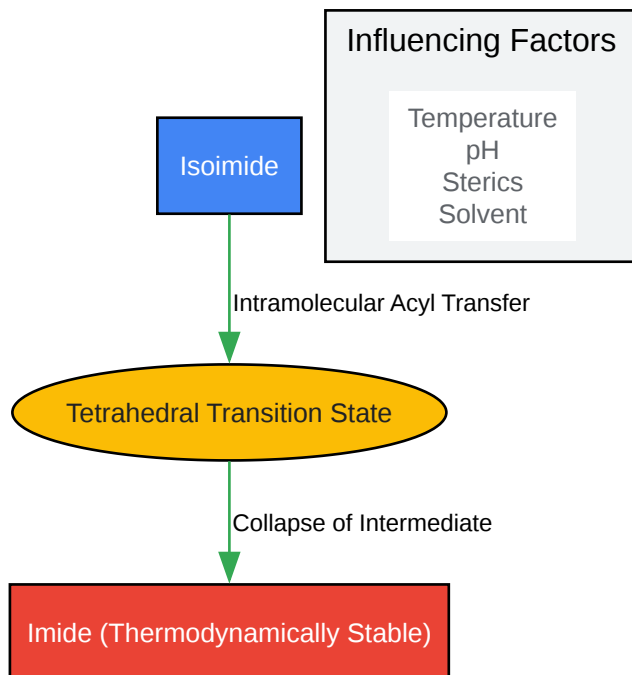 Influencing Factors
Temperature
pH
Sterics
Solvent
Isoimide
Intramolecular Acyl Transfer
Tetrahedral Transition State
Collapse of Intermediate
Imide (Thermodynamically Stable)